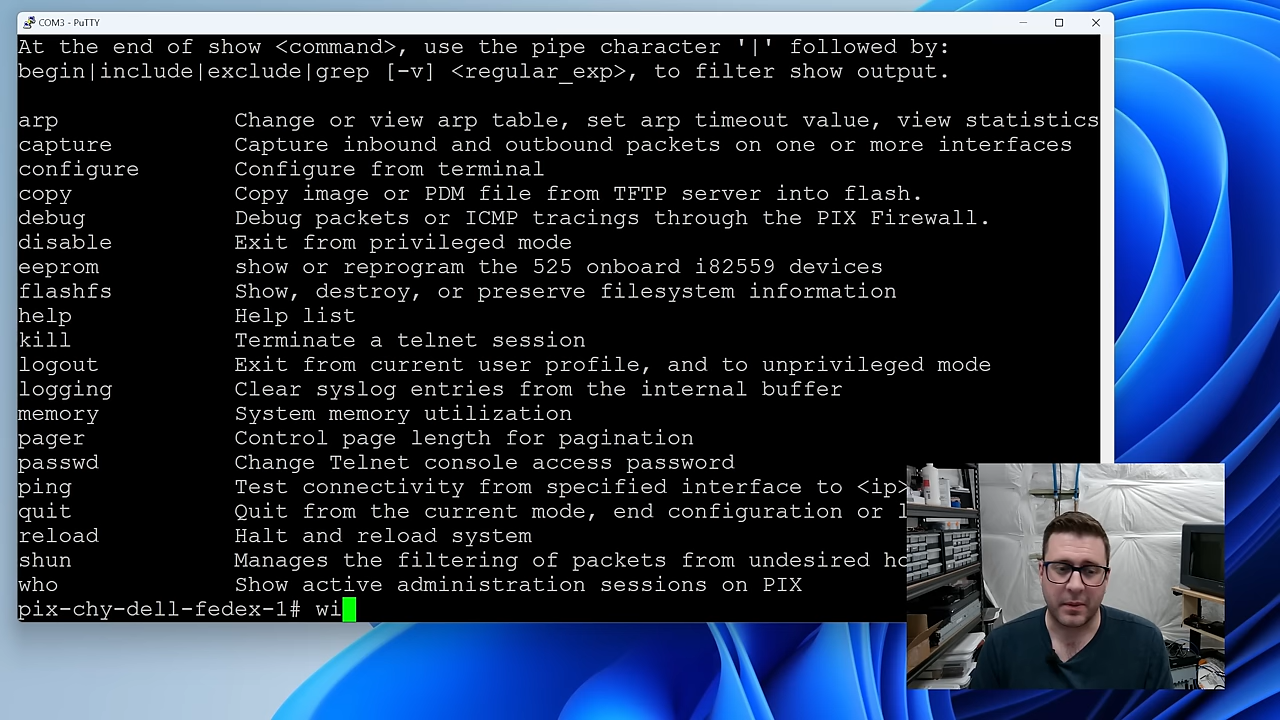 COM3 - PuTTY
At the end of show <command>, use the pipe character '|' followed by:
begin|include|exclude|grep [-v] <regular_exp>, to filter show output.
arp Change or view arp table, set arp timeout value, view statistics
capture Capture inbound and outbound packets on one or more interfaces
configure Configure from terminal
copy Copy image or PDM file from TFTP server into flash.
debug Debug packets or ICMP tracings through the PIX Firewall.
disable Exit from privileged mode
eeprom show or reprogram the 525 onboard i82559 devices
flashfs Show, destroy, or preserve filesystem information
help Help list
kill Terminate a telnet session
logout Exit from current user profile, and to unprivileged mode
logging Clear syslog entries from the internal buffer
memory System memory utilization
pager Control page length for pagination
passwd Change Telnet console access password
ping Test connectivity from specified interface to <ip>
quit Quit from the current mode, end configuration or
reload Halt and reload system
shun Manages the filtering of packets from undesired
who Show active administration sessions on PIX
pix-chy-dell-fedex-1# wi